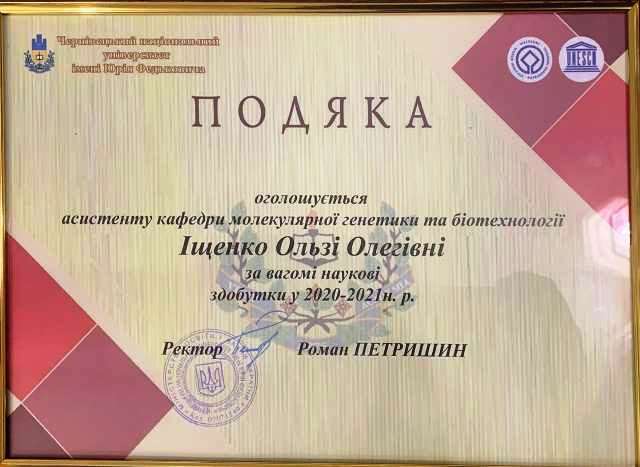 Чернівецький національний
університет
імені Юрія Федьковича
UNESCO
ПОДЯКА
оголошується
асистенту кафедри молекулярної генетики та біотехнології
Іщенко Ользі Олегівні
за вагомі наукові
здобутки у 2020-2021н. р.
Ректор Роман ПЕТРИШИН